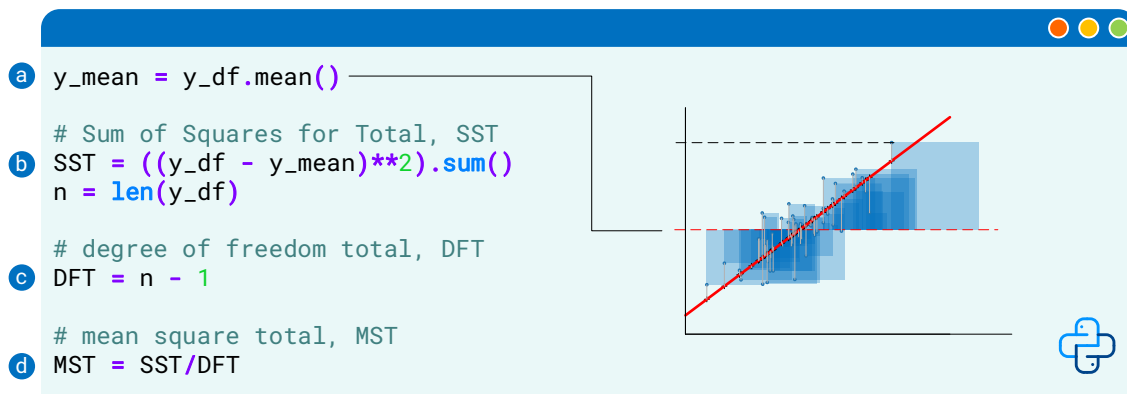 a y_mean = y_df.mean()
# Sum of Squares for Total, SST
b SST = ((y_df - y_mean)**2).sum()
n = len(y_df)
# degree of freedom total, DFT
c DFT = n - 1
# mean square total, MST
d MST = SST/DFT